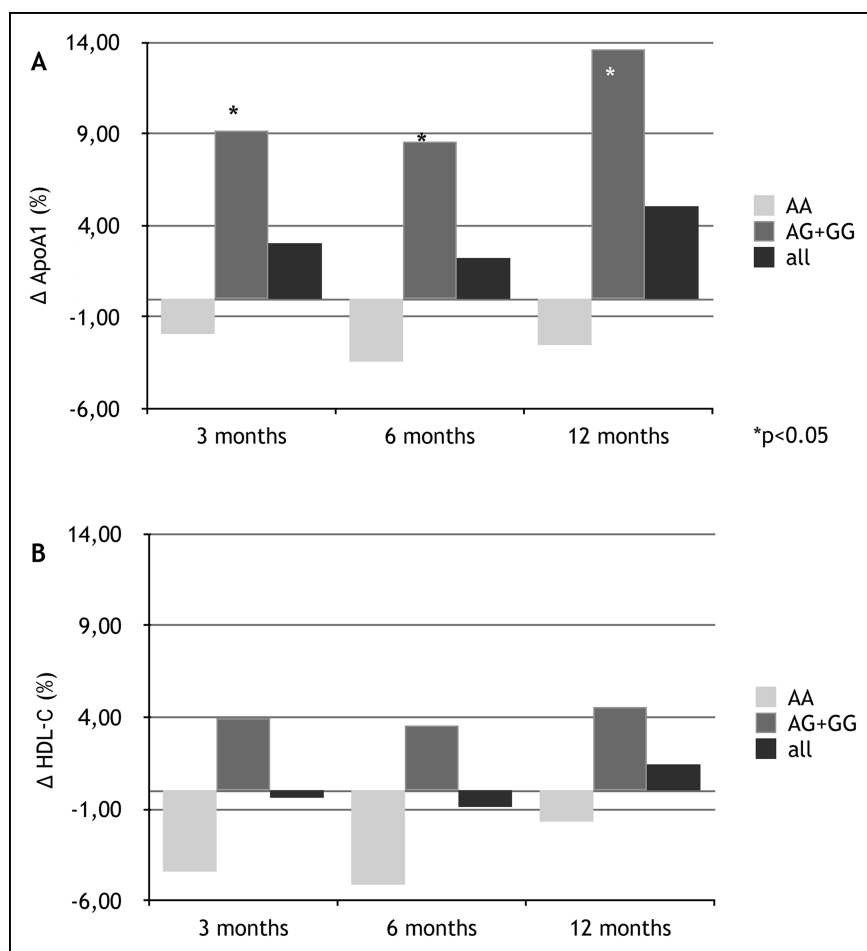 A
14,00
9,00
4,00
-1,00
-6,00
Δ ApoA1 (%)
*
*
*
3 months
6 months
12 months
AA
AG+GG
all
*p<0.05
B
14,00
9,00
4,00
-1,00
-6,00
Δ HDL-C (%)
3 months
6 months
12 months
AA
AG+GG
all